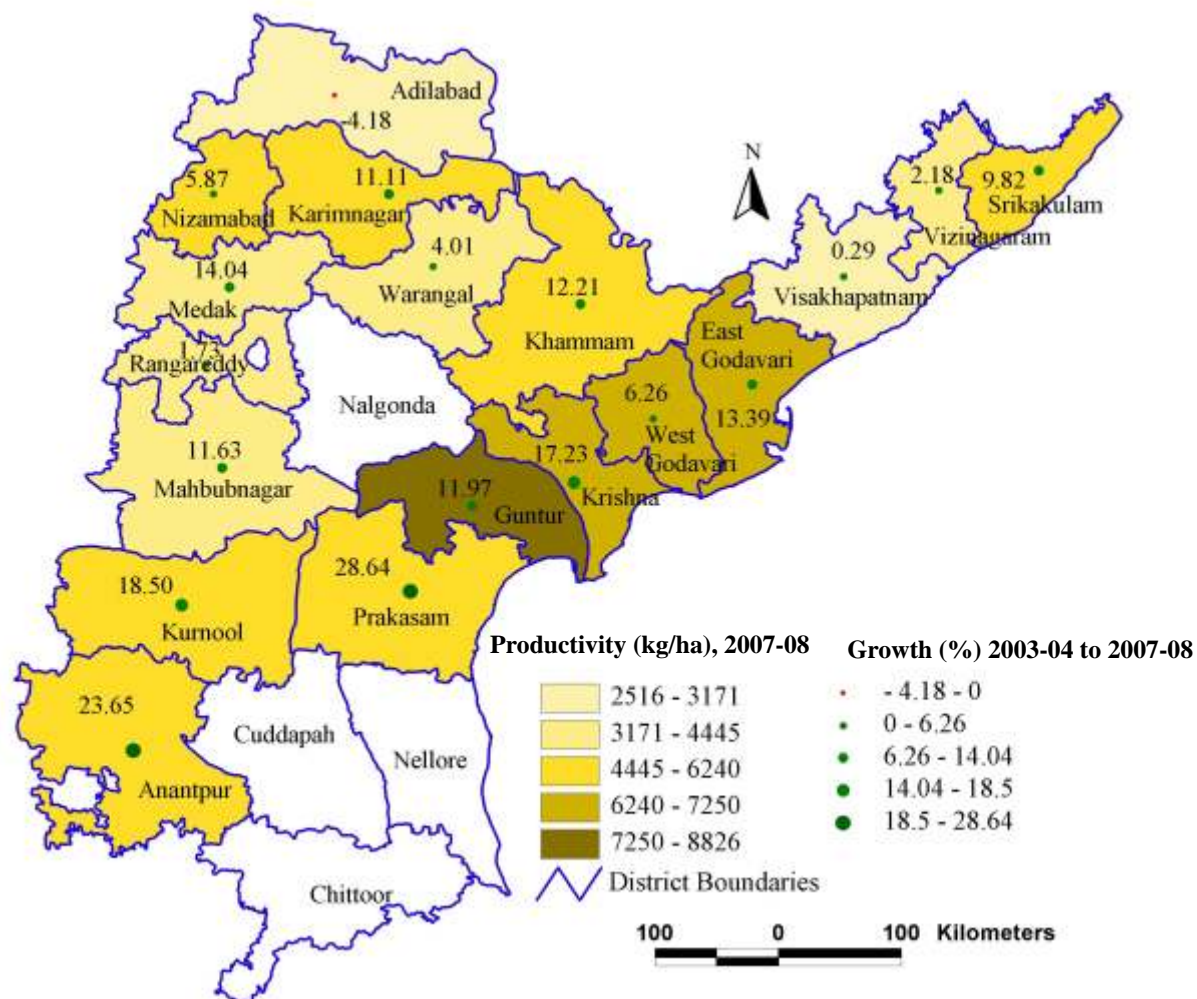 Adilabad
-4.18
5.87
Nizamabad
11.11
Karimnagar
4.01
Warangal
14.04
Medak
1.73
Rangareddy
Nalgonda
11.63
Mahbubnagar
12.21
Khammam
N
2.18
Vizinagaram
9.82
Srikakulam
0.29
Visakhapatnam
East
Godavari
13.39
6.26
West
Godavari
17.23
Krishna
11.97
Guntur
28.64
Prakasam
18.50
Kurnool
23.65
Anantpur
Cuddapah
Nellore
Chittoor
Productivity (kg/ha), 2007-08
2516 - 3171
3171 - 4445
4445 - 6240
6240 - 7250
7250 - 8826
District Boundaries
Growth (%) 2003-04 to 2007-08
- 4.18 - 0
0 - 6.26
6.26 - 14.04
14.04 - 18.5
18.5 - 28.64
100 0 100 Kilometers